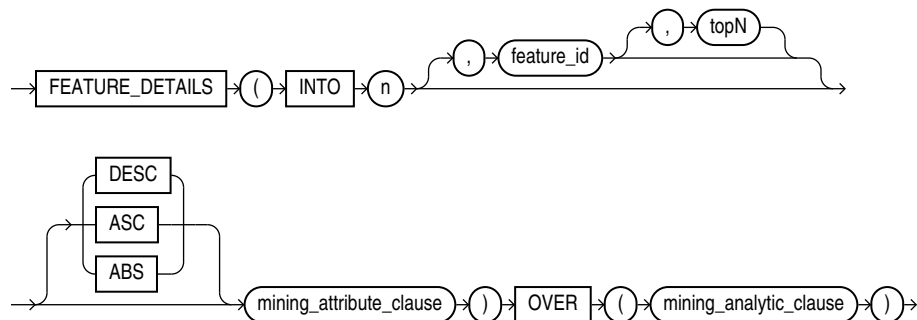 , topN
, feature_id
FEATURE_DETAILS ( INTO n
DESC
ASC
ABS
mining_attribute_clause ) OVER ( mining_analytic_clause )